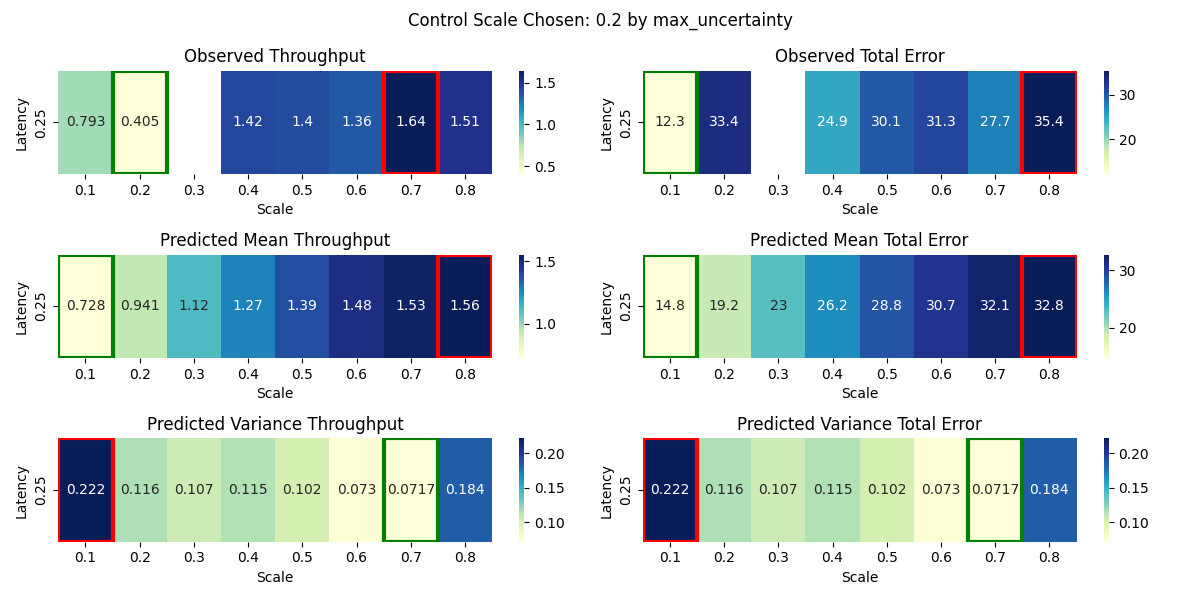 Control Scale Chosen: 0.2 by max_uncertainty
Observed Throughput
Latency
0.25
0.793 0.405 1.42 1.4 1.36 1.64 1.51
0.1 0.2 0.3 0.4 0.5 0.6 0.7 0.8
Scale
1.5
1.0
0.5
Observed Total Error
Latency
0.25
12.3 33.4 24.9 30.1 31.3 27.7 35.4
0.1 0.2 0.3 0.4 0.5 0.6 0.7 0.8
Scale
30
20
Predicted Mean Throughput
Latency
0.25
0.728 0.941 1.12 1.27 1.39 1.48 1.53 1.56
0.1 0.2 0.3 0.4 0.5 0.6 0.7 0.8
Scale
1.5
1.0
Predicted Mean Total Error
Latency
0.25
14.8 19.2 23 26.2 28.8 30.7 32.1 32.8
0.1 0.2 0.3 0.4 0.5 0.6 0.7 0.8
Scale
30
20
Predicted Variance Throughput
Latency
0.25
0.222 0.116 0.107 0.115 0.102 0.073 0.0717 0.184
0.1 0.2 0.3 0.4 0.5 0.6 0.7 0.8
Scale
0.20
0.15
0.10
Predicted Variance Total Error
Latency
0.25
0.222 0.116 0.107 0.115 0.102 0.073 0.0717 0.184
0.1 0.2 0.3 0.4 0.5 0.6 0.7 0.8
Scale
0.20
0.15
0.10